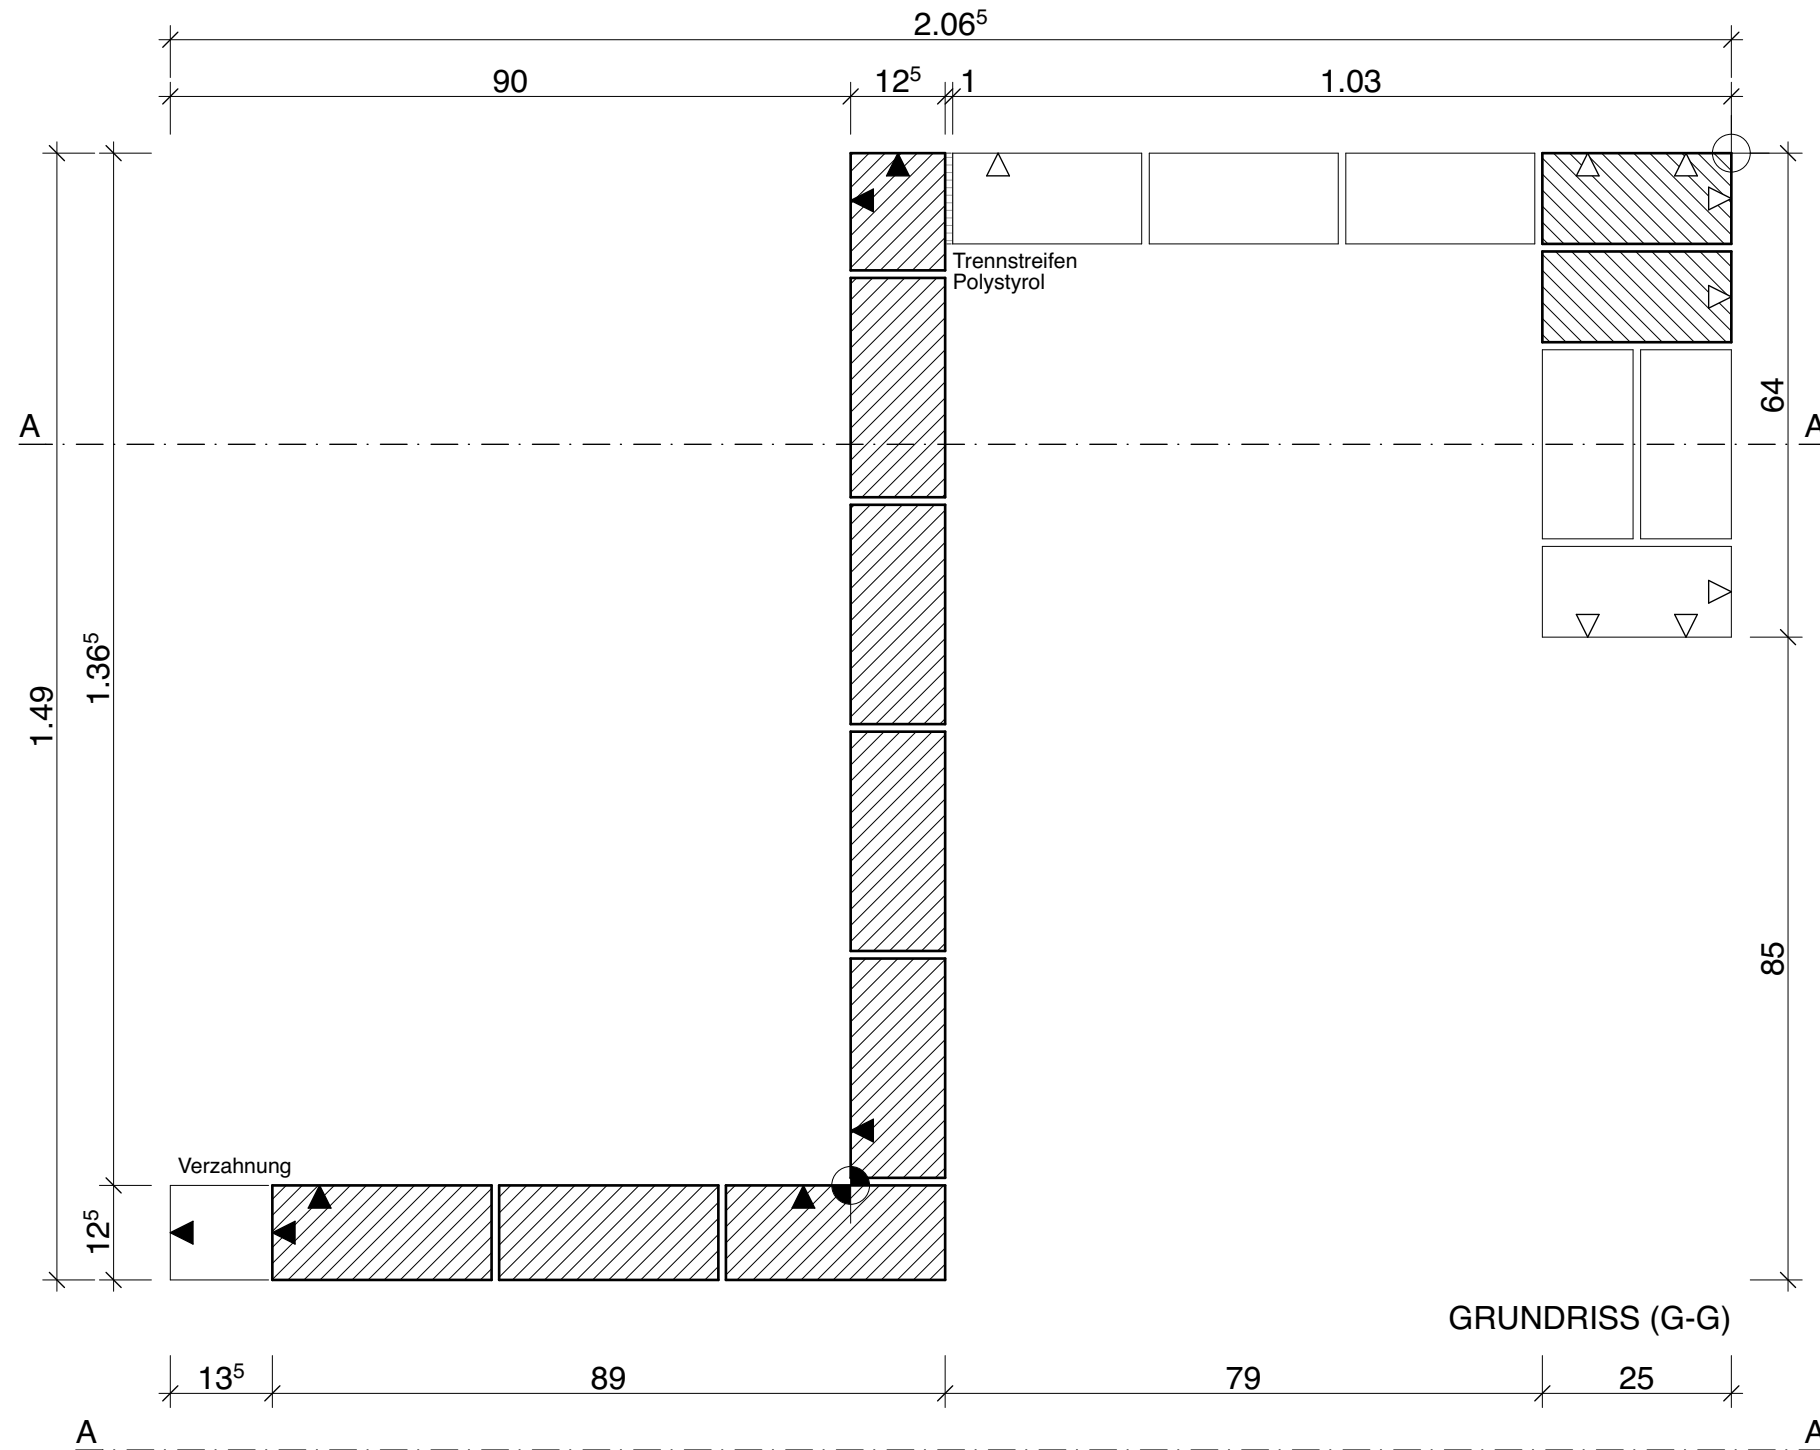 2.06⁵
90
12⁵
1
1.03
Trennstreifen
Polystyrol
A
A
64
1.36⁵
1.49
85
Verzahnung
12⁵
GRUNDRISS (G-G)
13⁵
89
79
25
A
A